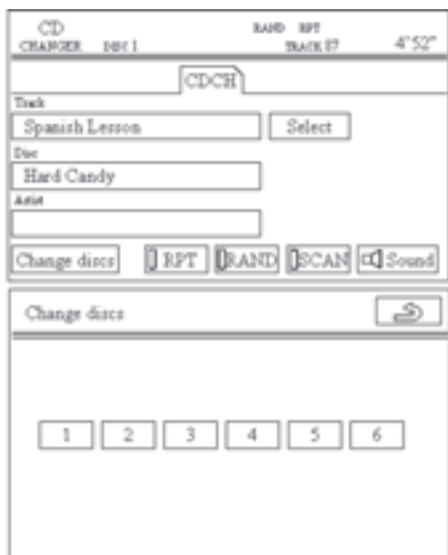 CD RAND RPT
CHANGER DISC 1 TRACK 87 4'52"
CDCH
Track
Spanish Lesson Select
Disc
Hard Candy
Artist
Change discs RPT RAND SCAN Sound
Change discs
1 2 3 4 5 6